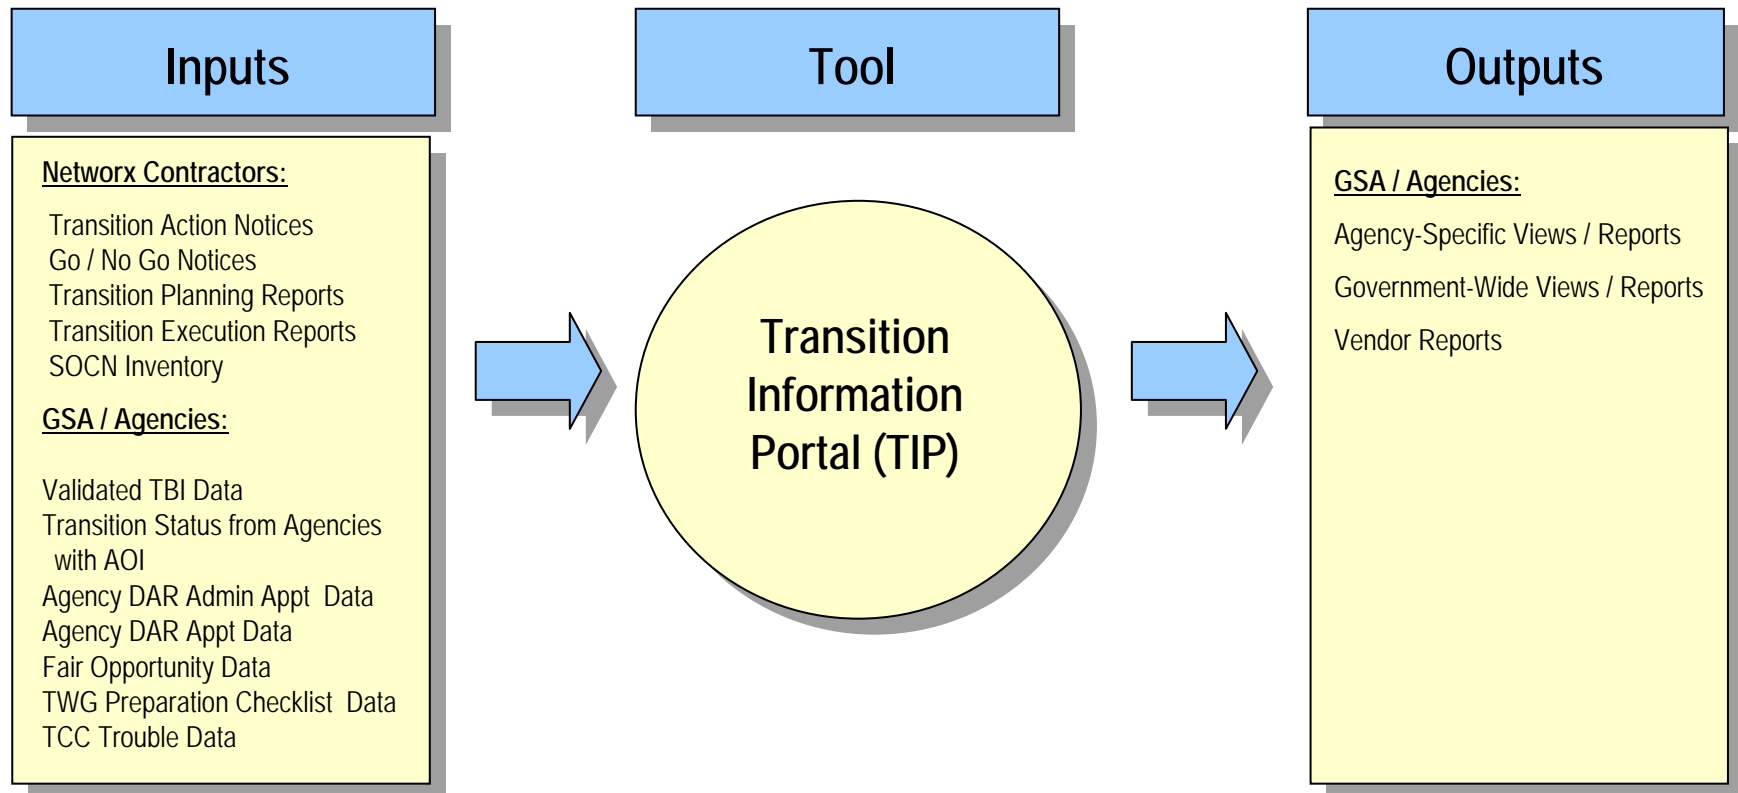 Inputs
Networx Contractors:
Transition Action Notices
Go / No Go Notices
Transition Planning Reports
Transition Execution Reports
SOCN Inventory
GSA / Agencies:
Validated TBI Data
Transition Status from Agencies
with AOI
Agency DAR Admin Appt Data
Agency DAR Appt Data
Fair Opportunity Data
TWG Preparation Checklist Data
TCC Trouble Data
Tool
Transition
Information
Portal (TIP)
Outputs
GSA / Agencies:
Agency-Specific Views / Reports
Government-Wide Views / Reports
Vendor Reports